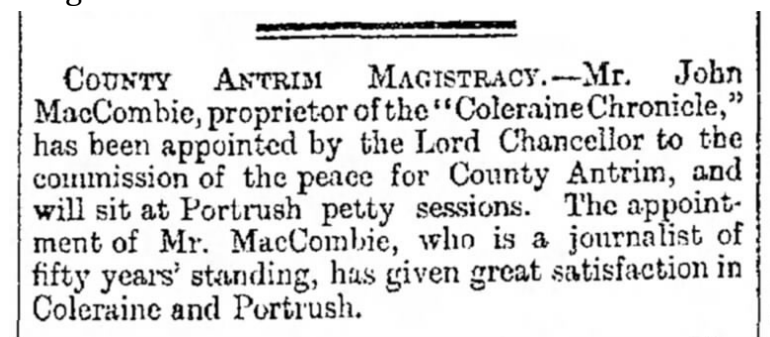 COUNTY ANTRIM MAGISTRACY.—Mr. John
MacCombie, proprietor of the "Coleraine Chronicle,"
has been appointed by the Lord Chancellor to the
commission of the peace for County Antrim, and
will sit at Portrush petty sessions. The appoint-
ment of Mr. MacCombie, who is a journalist of
fifty years' standing, has given great satisfaction in
Coleraine and Portrush.